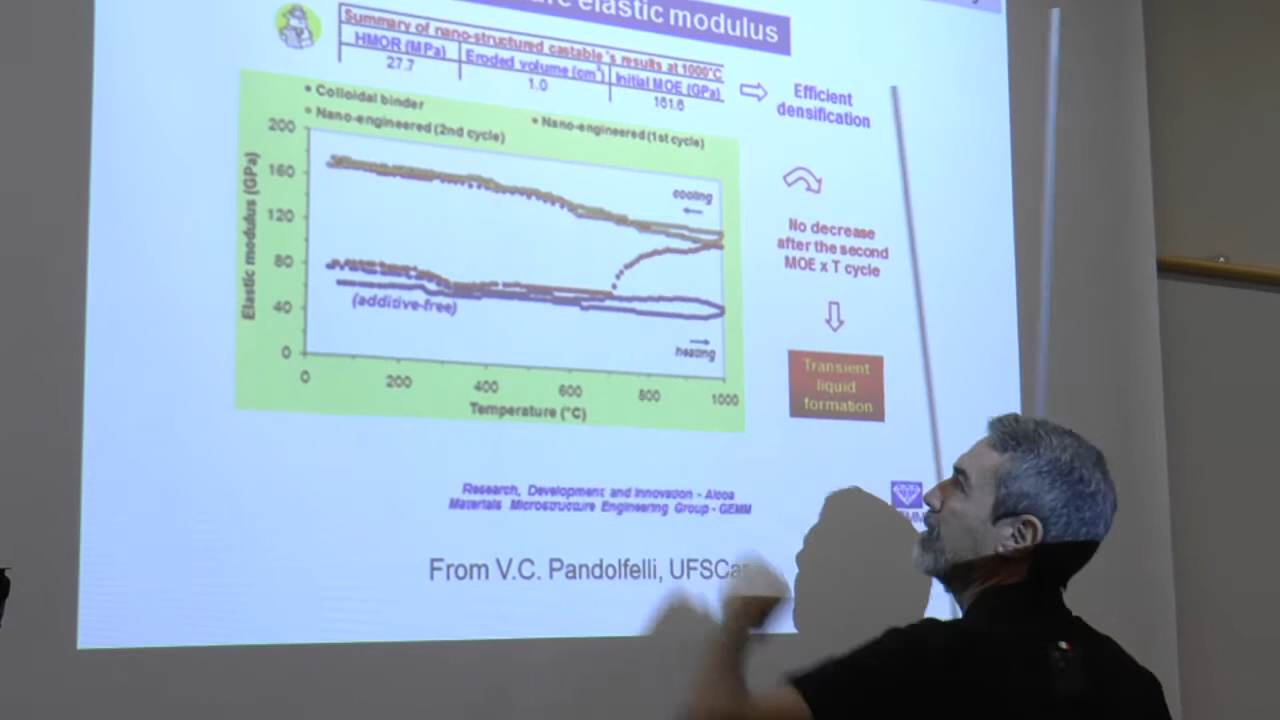 elastic modulus
Summary of nano-structured castable's results at 1000°C
HMOR (MPa) Eroded volume (cm³) Initial MOE (GPa)
27.7 1.0 161.6
Efficient
densification
Colloidal binder
Nano-engineered (2nd cycle) Nano-engineered (1st cycle)
Elastic modulus (GPa)
200
160
120
80
40
0
cooling
(additive-free)
heating
0 200 400 600 800 1000
Temperature (°C)
No decrease
after the second
MOE x T cycle
Transient
liquid
formation
Research, Development and Innovation - Alcoa
Materials Microstructure Engineering Group - GEMM
From V.C. Pandolfelli,